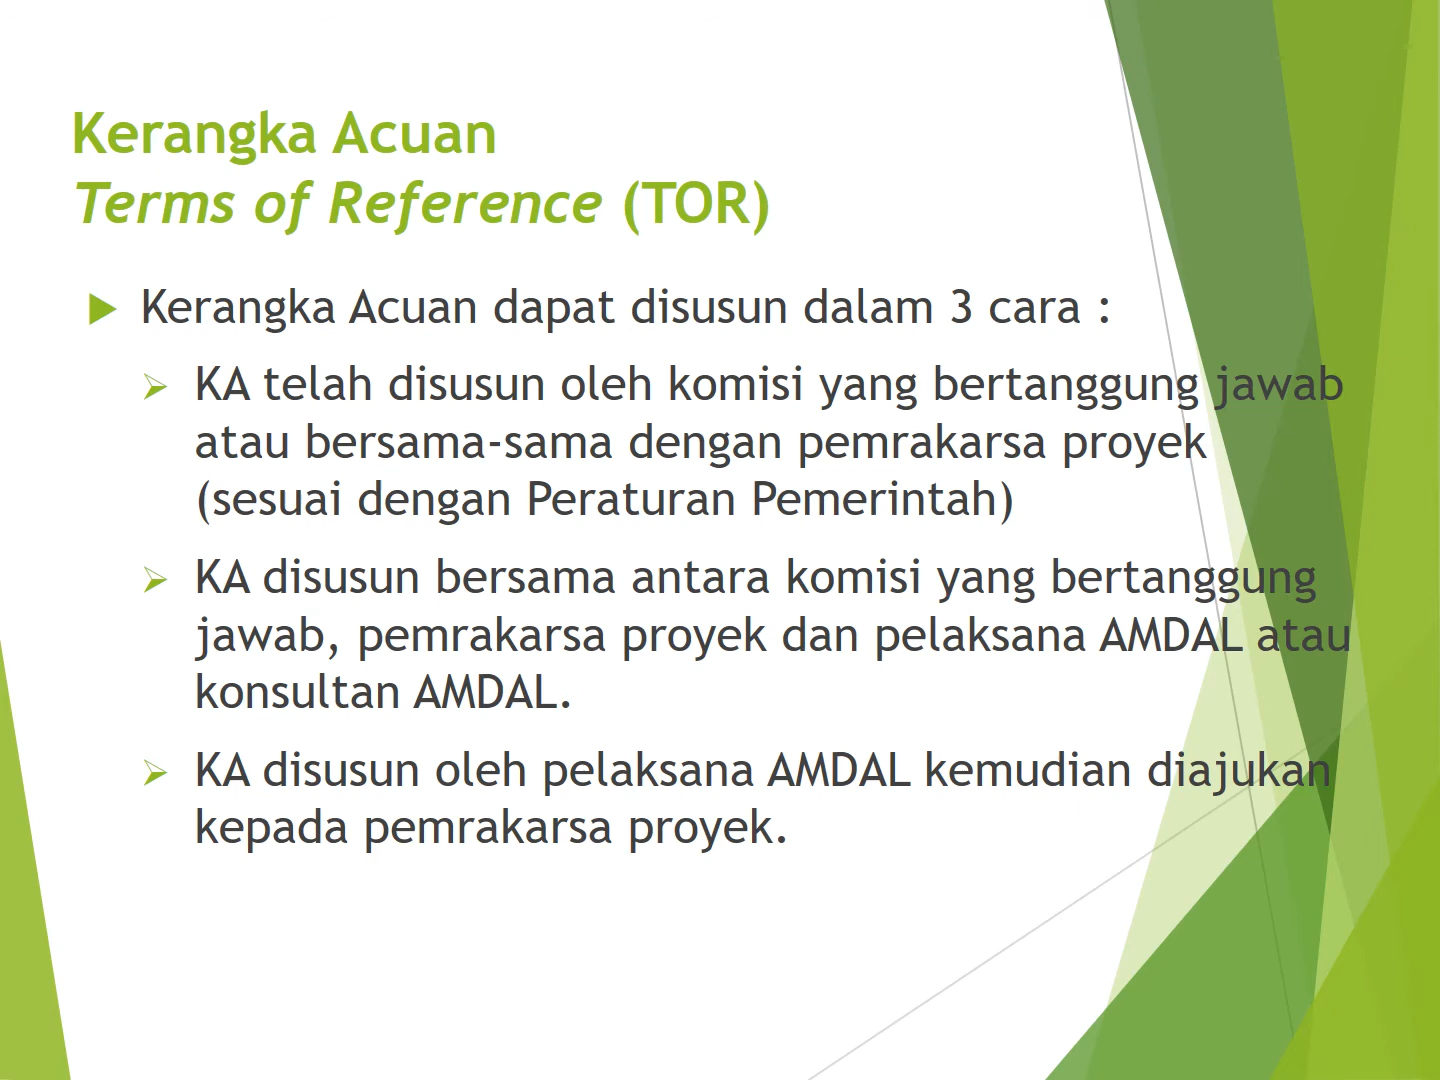 Kerangka Acuan
Terms of Reference (TOR)
Kerangka Acuan dapat disusun dalam 3 cara :
KA telah disusun oleh komisi yang bertanggung jawab
atau bersama-sama dengan pemrakarsa proyek
(sesuai dengan Peraturan Pemerintah)
KA disusun bersama antara komisi yang bertanggung
jawab, pemrakarsa proyek dan pelaksana AMDAL atau
konsultan AMDAL.
KA disusun oleh pelaksana AMDAL kemudian diajukan
kepada pemrakarsa proyek.